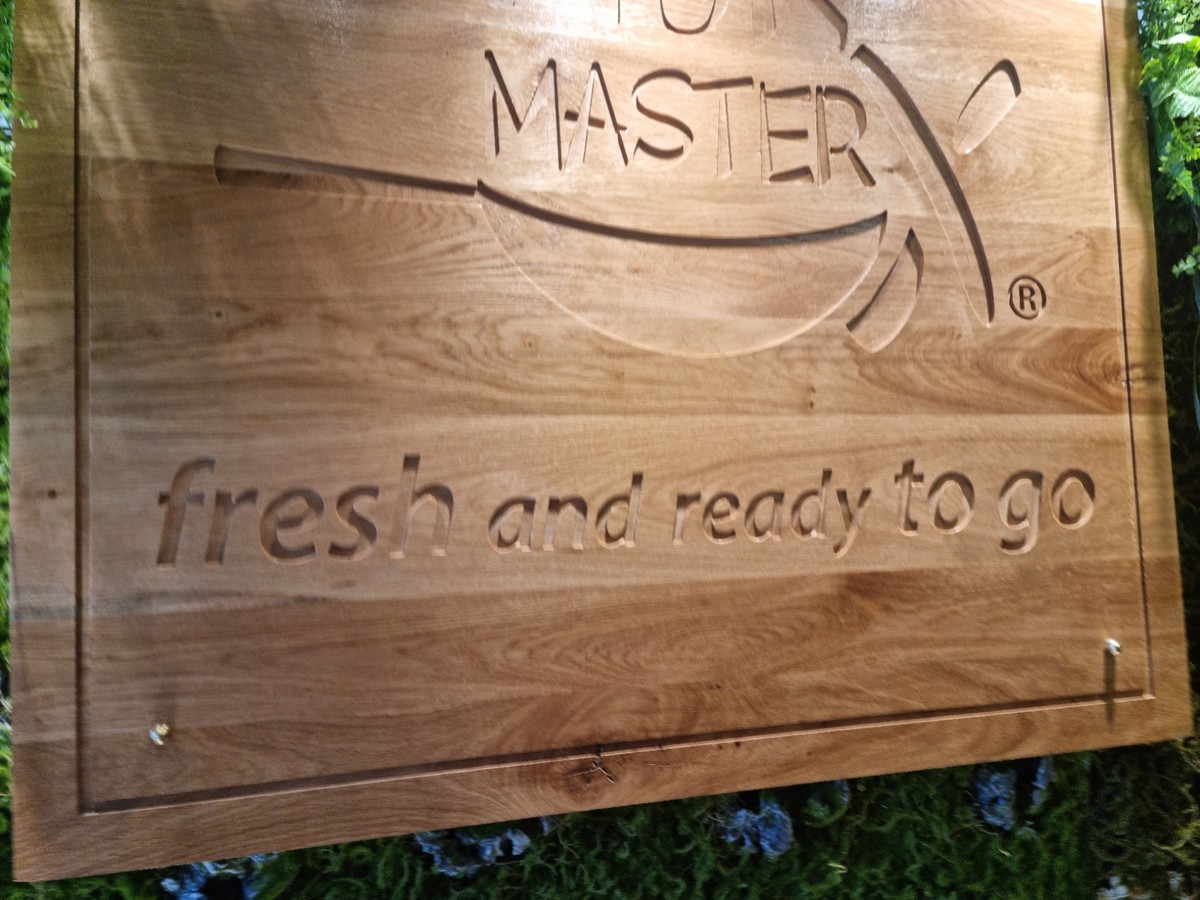 MASTER
®
fresh and ready to go